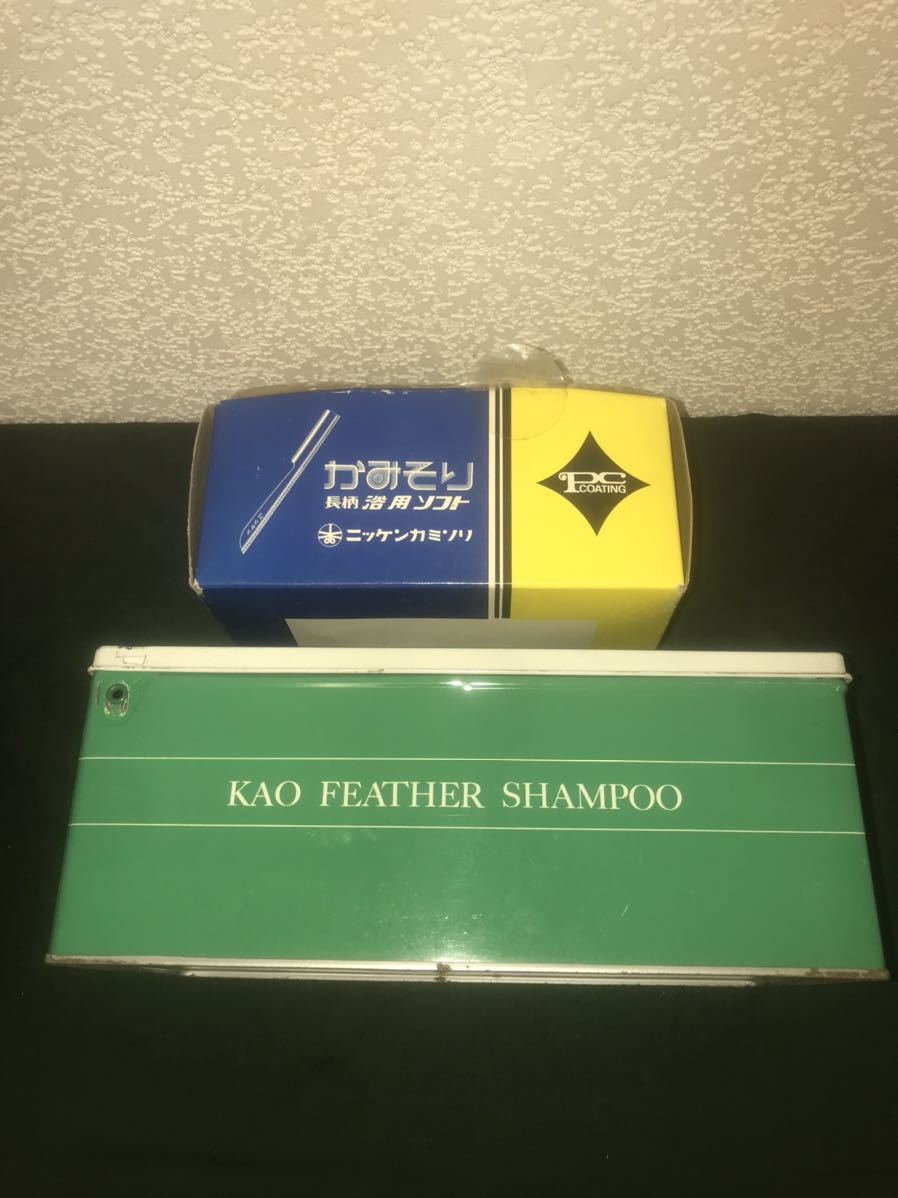 かみそり
長柄 浴用 ソフト
ニッケンカミソリ
PC
COATING
KAO FEATHER SHAMPOO